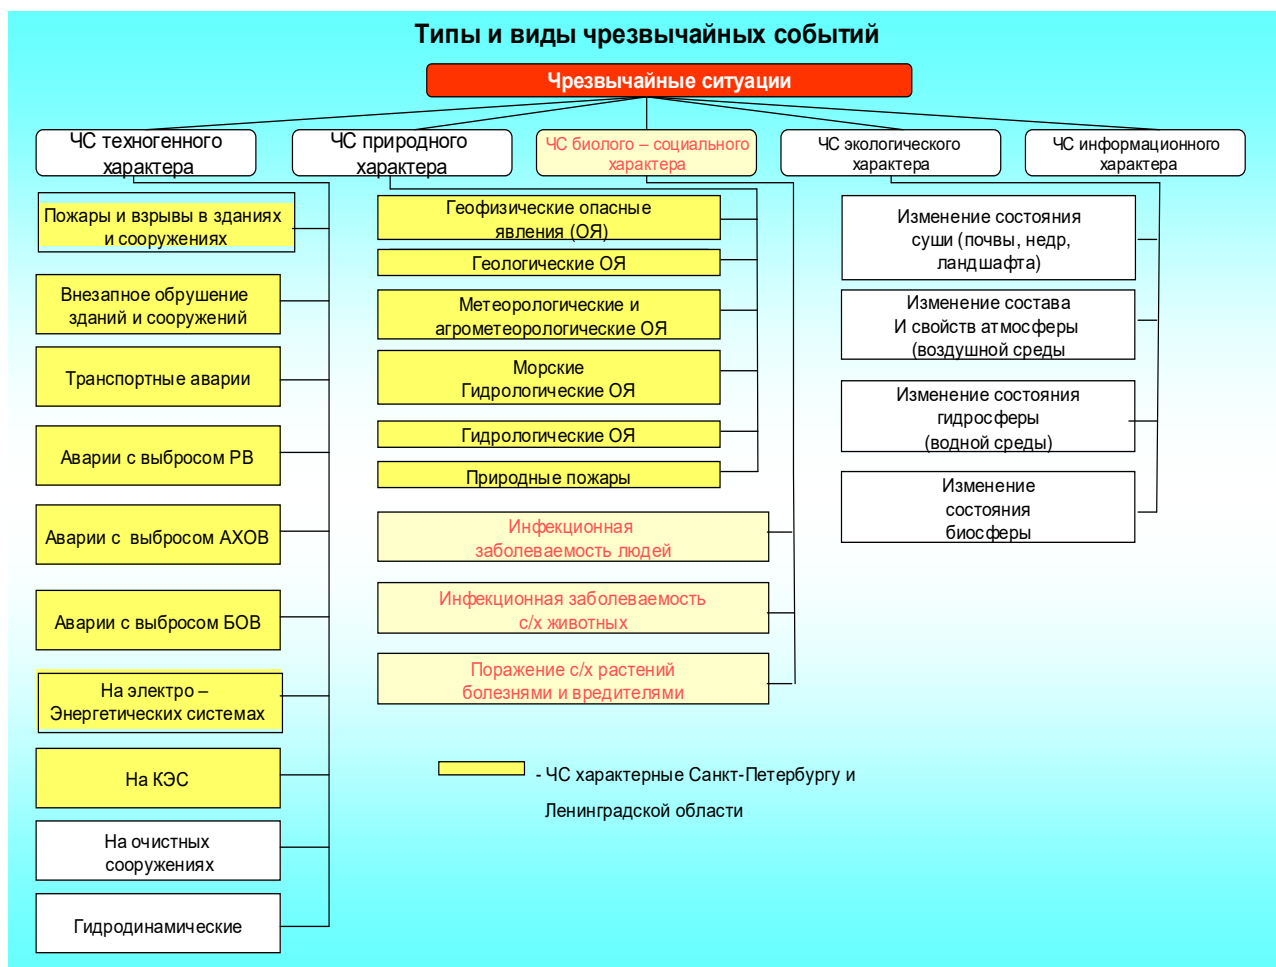 Типы и виды чрезвычайных событий
Чрезвычайные ситуации
ЧС техногенного
характера
ЧС природного
характера
ЧС биолого – социального
характера
ЧС экологического
характера
ЧС информационного
характера
Пожары и взрывы в зданиях
и сооружениях
Внезапное обрушение
зданий и сооружений
Транспортные аварии
Аварии с выбросом РВ
Аварии с выбросом АХОВ
Аварии с выбросом БОВ
На электро –
Энергетических системах
На КЭС
На очистных
сооружениях
Гидродинамические
Геофизические опасные
явления (ОЯ)
Геологические ОЯ
Метеорологические и
агрометеорологические ОЯ
Морские
Гидрологические ОЯ
Гидрологические ОЯ
Природные пожары
Инфекционная
заболеваемость людей
Инфекционная заболеваемость
с/х животных
Поражение с/х растений
болезнями и вредителями
Изменение состояния
суши (почвы, недр,
ландшафта)
Изменение состава
И свойств атмосферы
(воздушной среды
Изменение состояния
гидросферы
(водной среды)
Изменение
состояния
биосферы
- ЧС характерные Санкт-Петербургу и
Ленинградской области